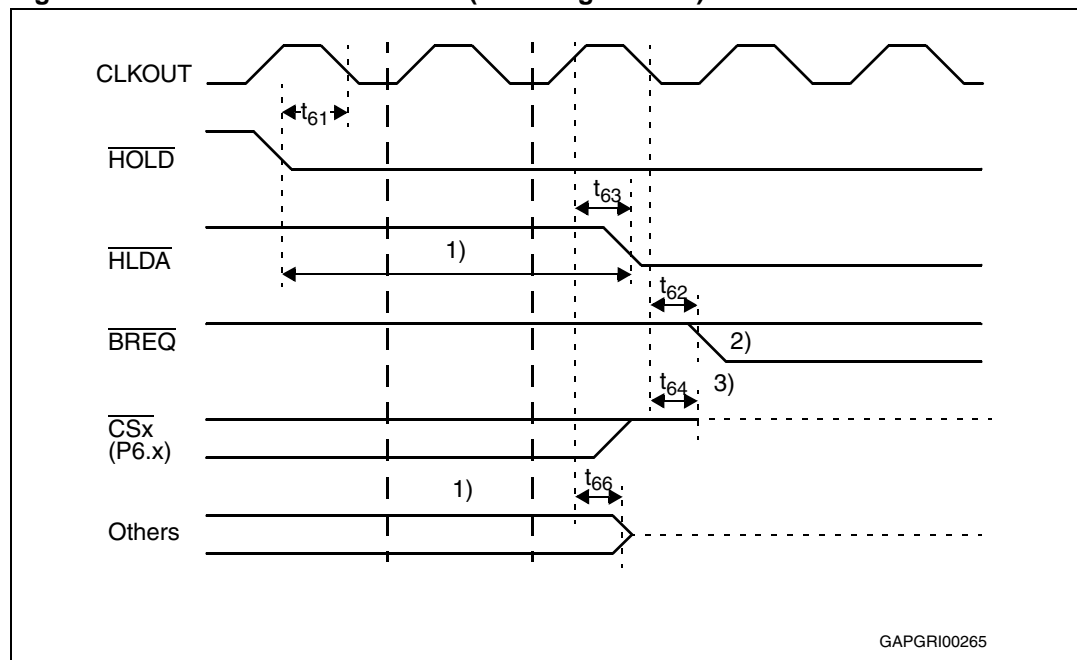 CLKOUT
t61
HOLD
t63
HLDA
1)
t62
BREQ
2)
t64
3)
CSx
(P6.x)
1)
t66
Others
GAPGRI00265